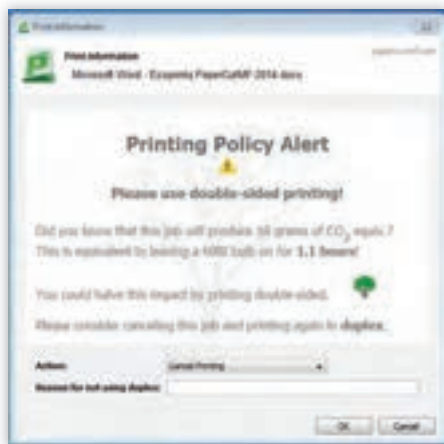 Print Information
Print Information
Microsoft Word - PaperCutMF 2014.docx
Printing Policy Alert
Please use double-sided printing!
Did you know that this job will produce grams of CO₂ equiv.?
This is equivalent to leaving a bulb on for 1.1 hours!
You could halve this impact by printing double-sided.
Please consider canceling this job and printing again in duplex.
Action: Cancel Printing
Reason for not using duplex:
OK Cancel